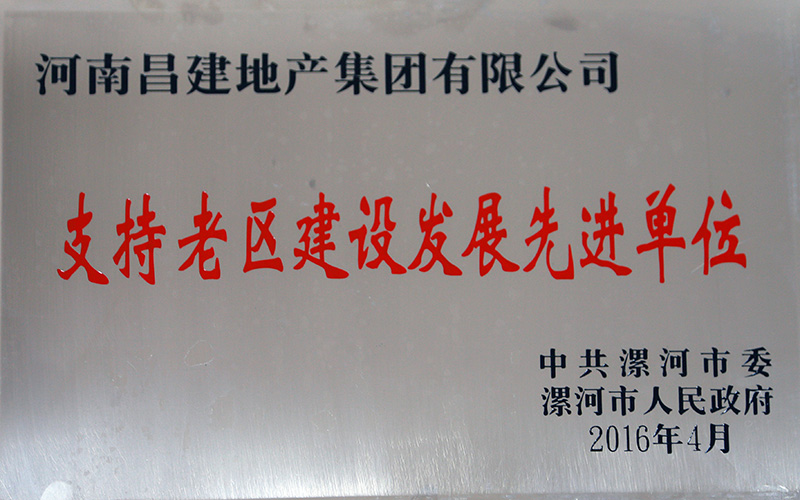 河南昌建地产集团有限公司
支持老区建设发展先进单位
中共漯河市委
漯河市人民政府
2016年4月